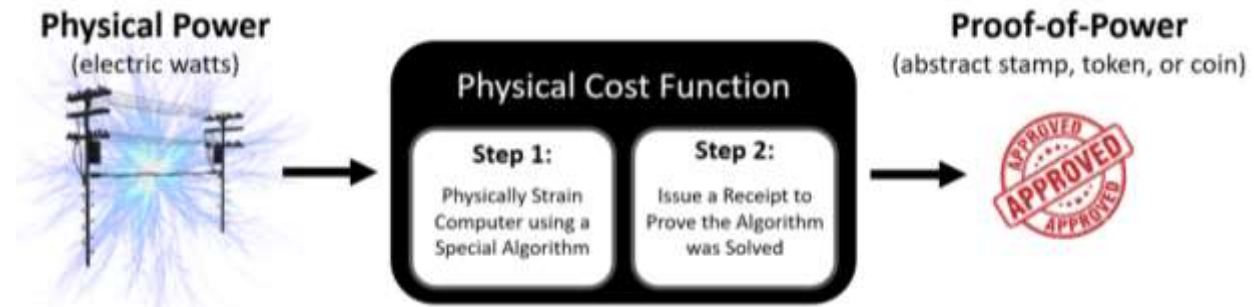 Physical Power
(electric watts)
Physical Cost Function
Step 1:
Physically Strain
Computer using a
Special Algorithm
Step 2:
Issue a Receipt to
Prove the Algorithm
was Solved
Proof-of-Power
(abstract stamp, token, or coin)
APPROVED
APPROVED
APPROVED